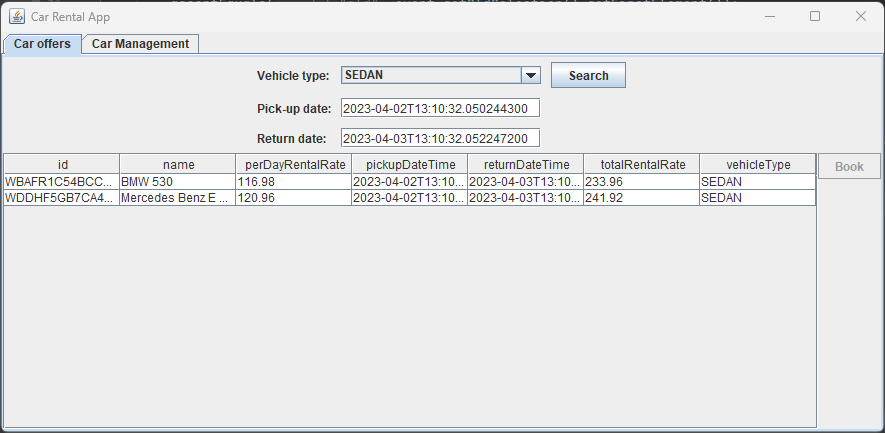 Car Rental App
Car offers Car Management
Vehicle type: SEDAN Search
Pick-up date: 2023-04-02T13:10:32.050244300
Return date: 2023-04-03T13:10:32.052247200
id name perDayRentalRate pickupDateTime returnDateTime totalRentalRate vehicleType Book
WBAFR1C54BCC... BMW 530 116.98 2023-04-02T13:10... 2023-04-03T13:10... 233.96 SEDAN
WDDHF5GB7CA4... Mercedes Benz E ... 120.96 2023-04-02T13:10... 2023-04-03T13:10... 241.92 SEDAN